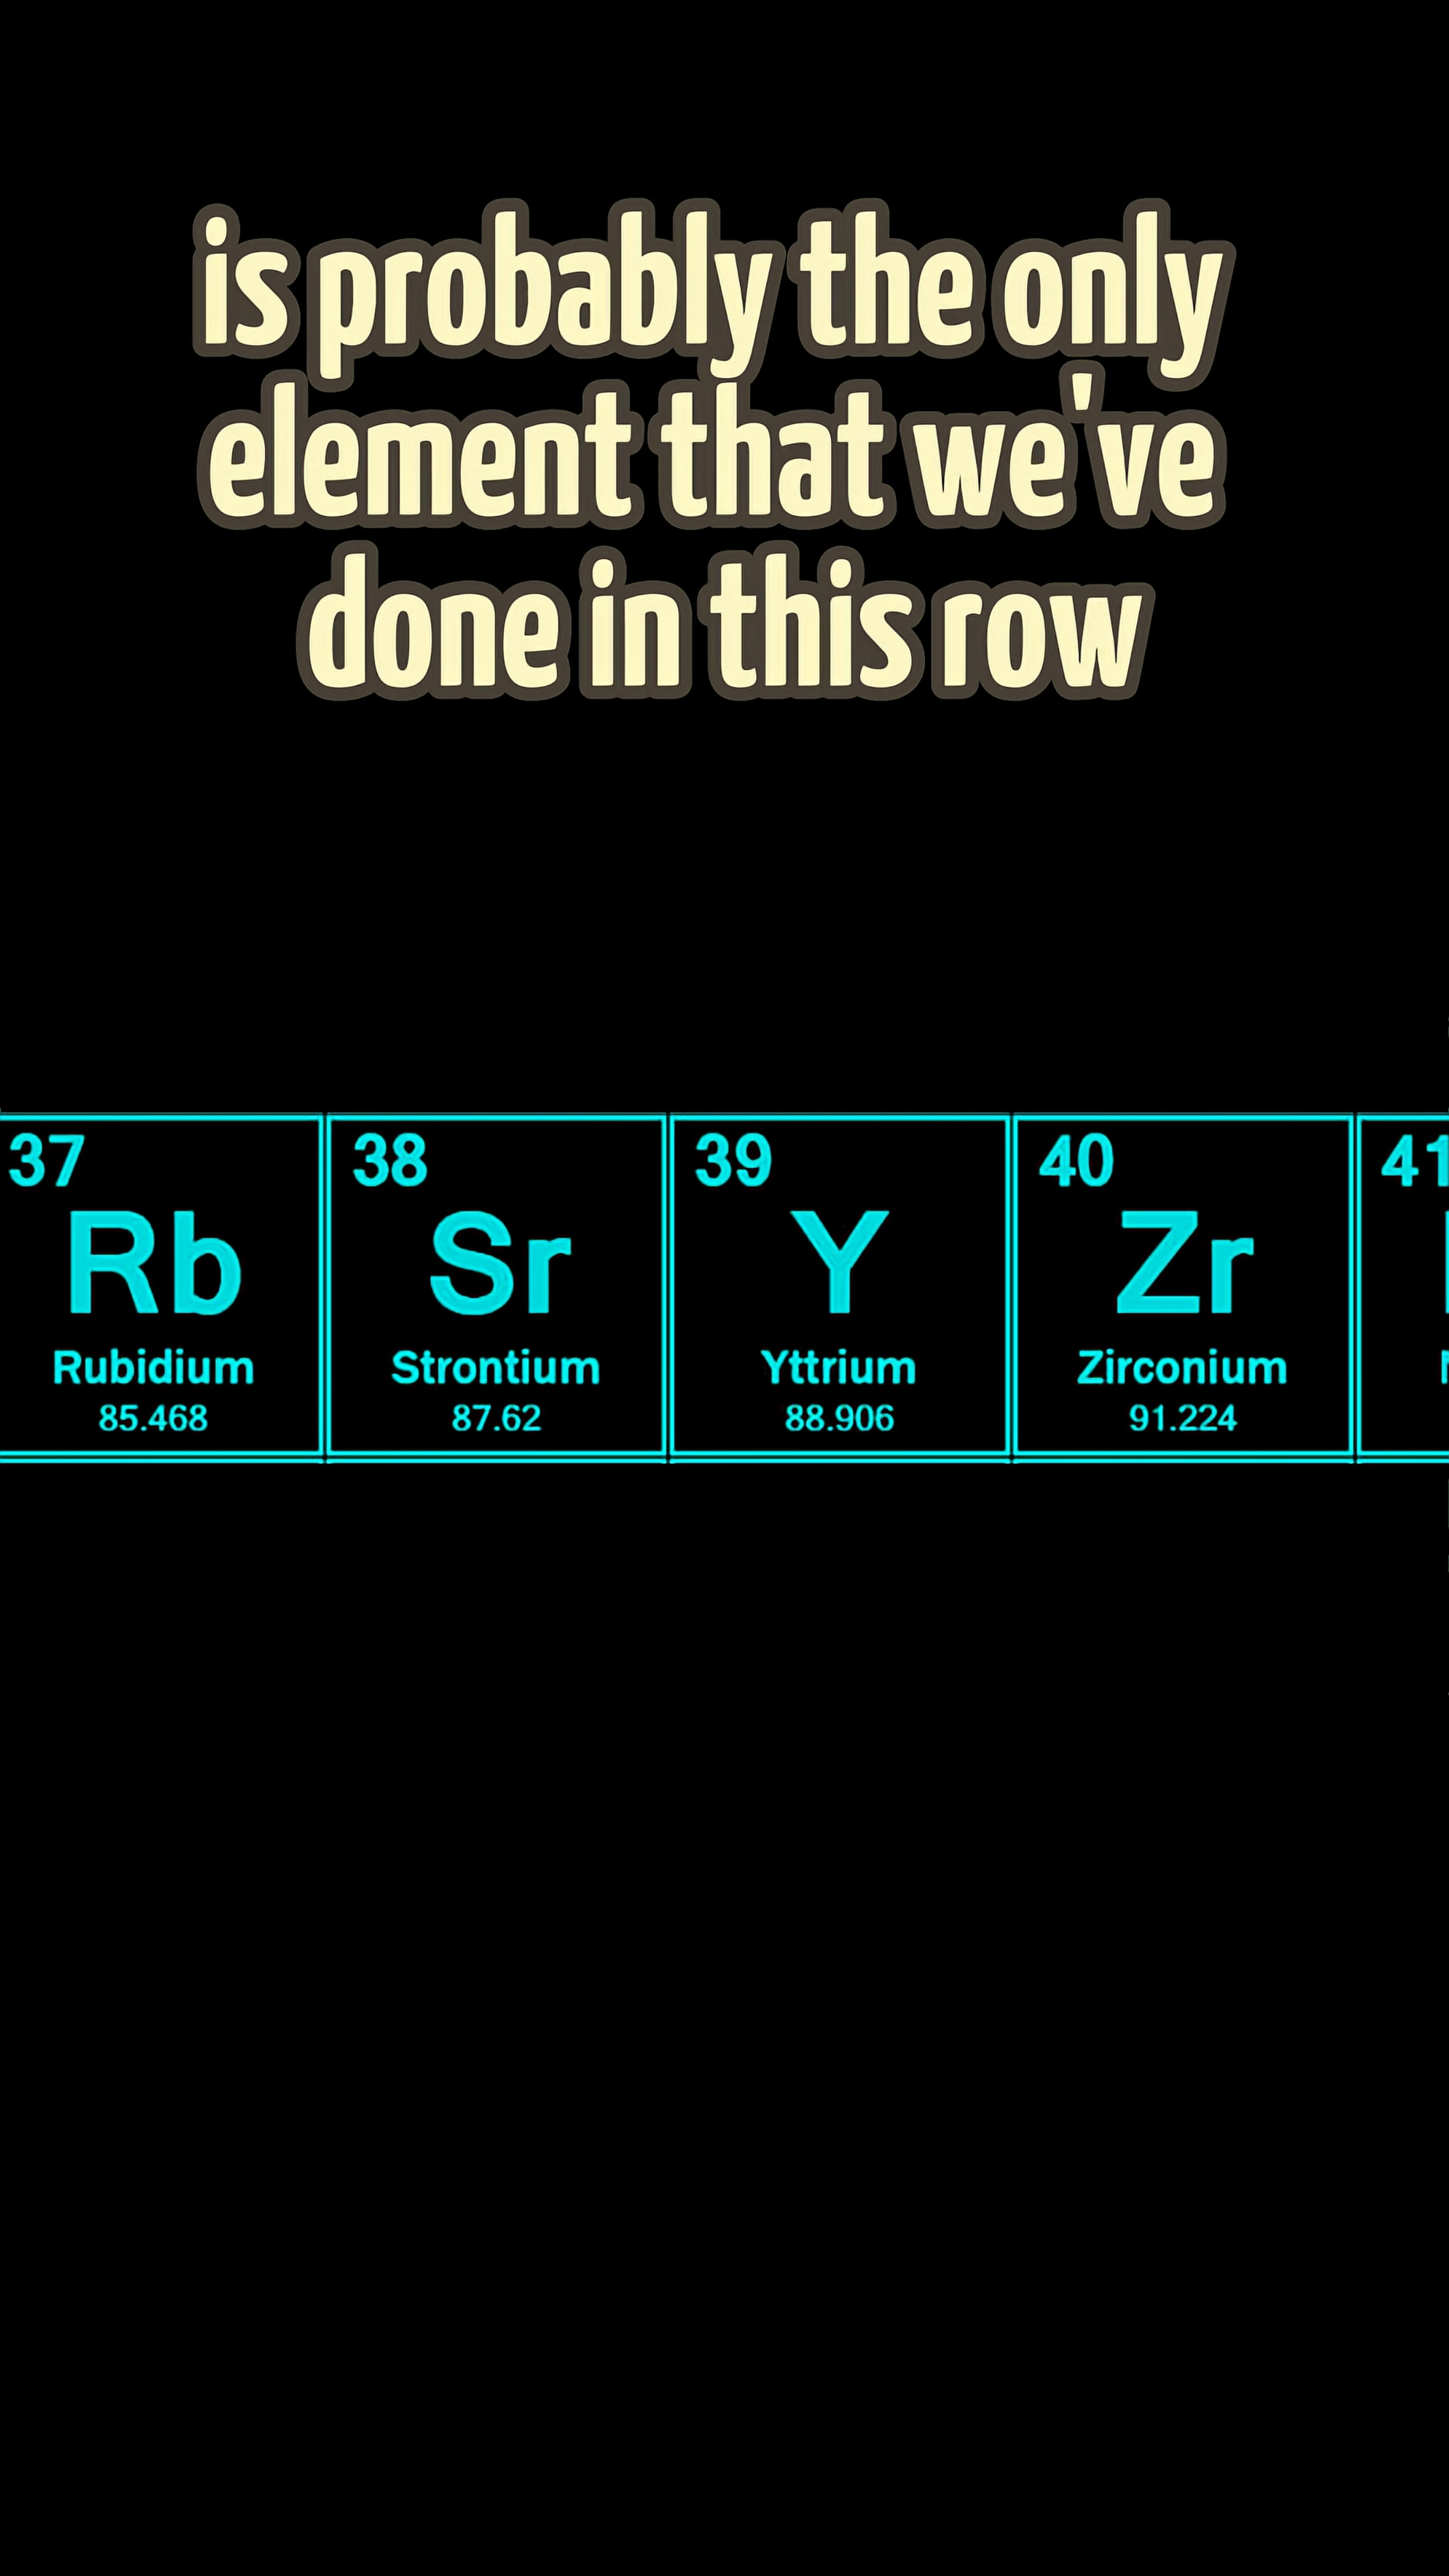 is probably the only
element that we've
done in this row
37 38 39 40 41
Rb Sr Y Zr
Rubidium Strontium Yttrium Zirconium
85.468 87.62 88.906 91.224